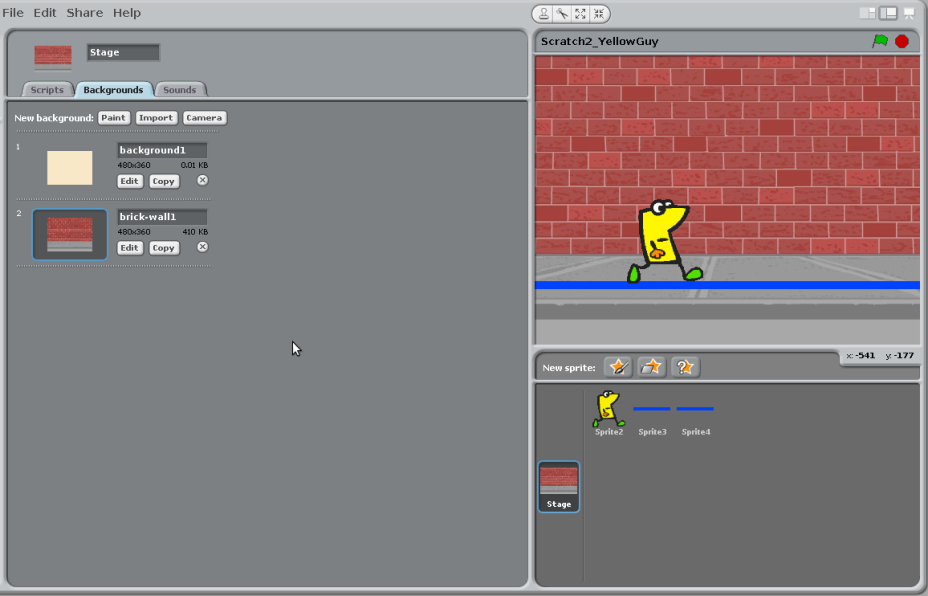 File Edit Share Help
Stage
Scripts Backgrounds Sounds
New background: Paint Import Camera
1
background1
480x360 0.01 KB
Edit Copy
2
brick-wall1
480x360 410 KB
Edit Copy
Scratch2_YellowGuy
x: -541 y: -177
New sprite:
Sprite2 Sprite3 Sprite4
Stage